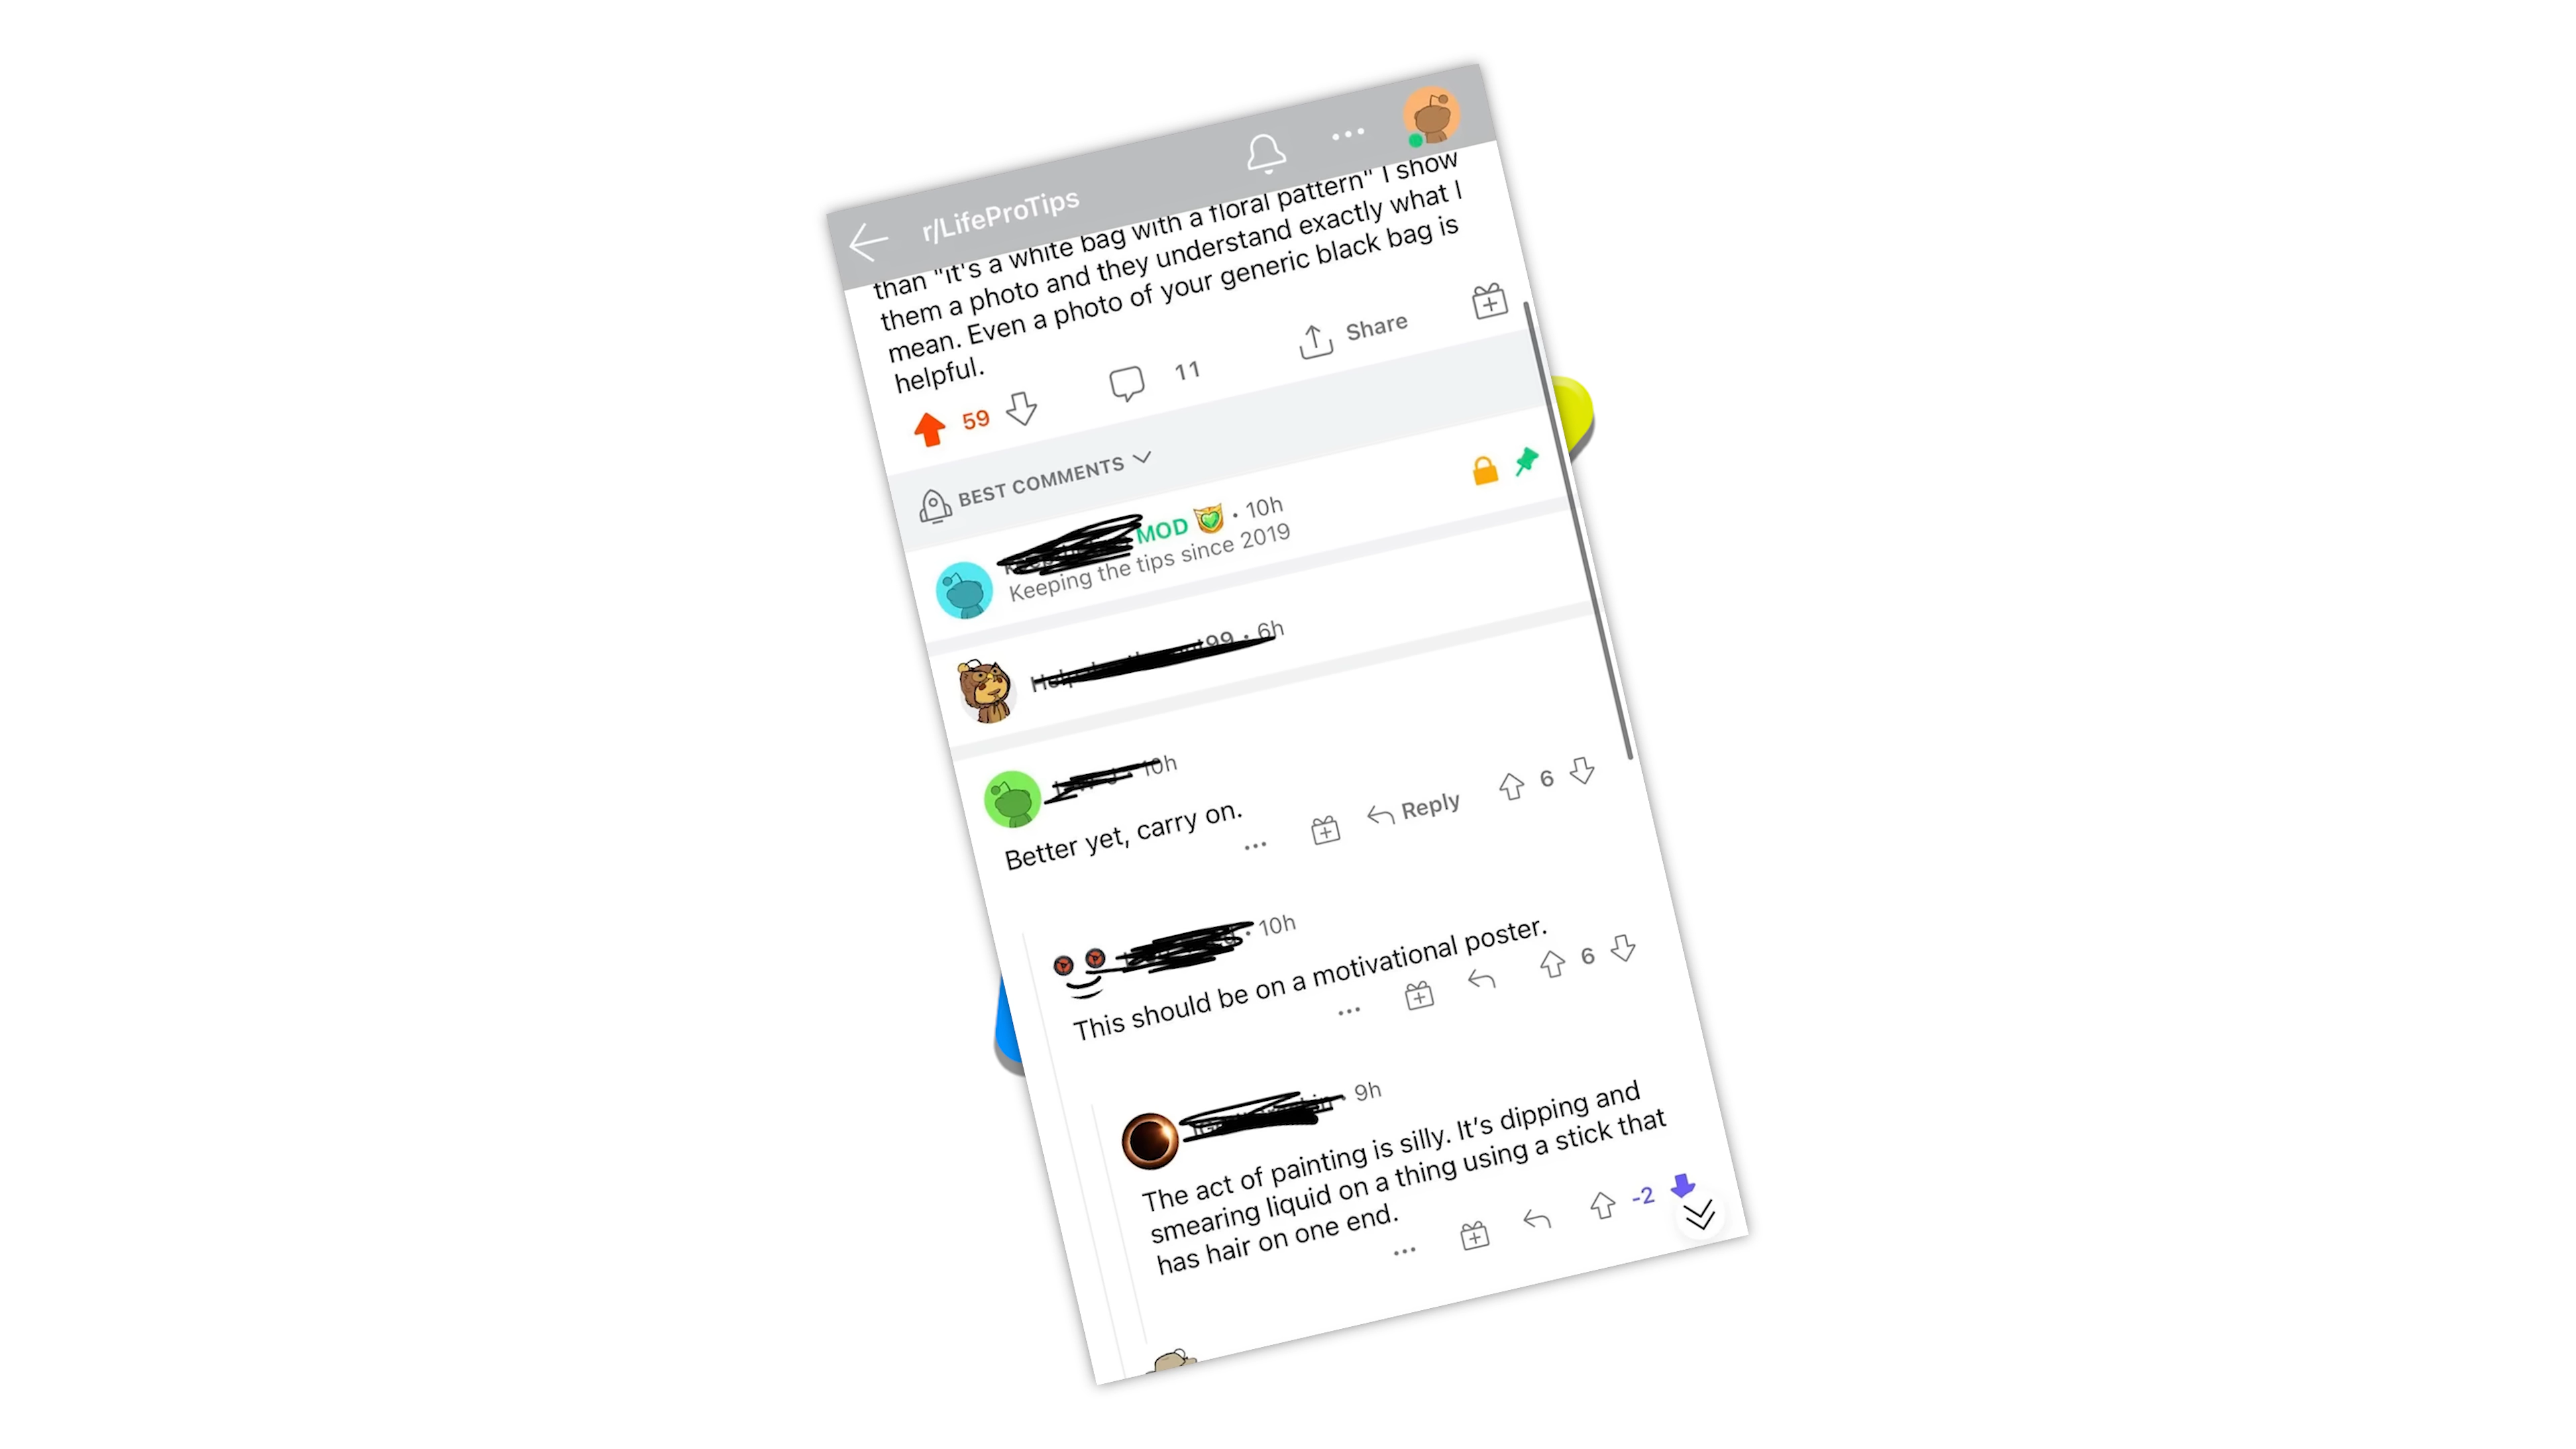 r/LifeProTips
than "it's a white bag with a floral pattern" I show
them a photo and they understand exactly what I
mean. Even a photo of your generic black bag is
helpful.
59 11 Share
BEST COMMENTS
MOD • 10h
Keeping the tips since 2019
99 • 6h
10h
Better yet, carry on.
Reply 6
• 10h
This should be on a motivational poster.
6
• 9h
The act of painting is silly. It’s dipping and
smearing liquid on a thing using a stick that
has hair on one end.
-2